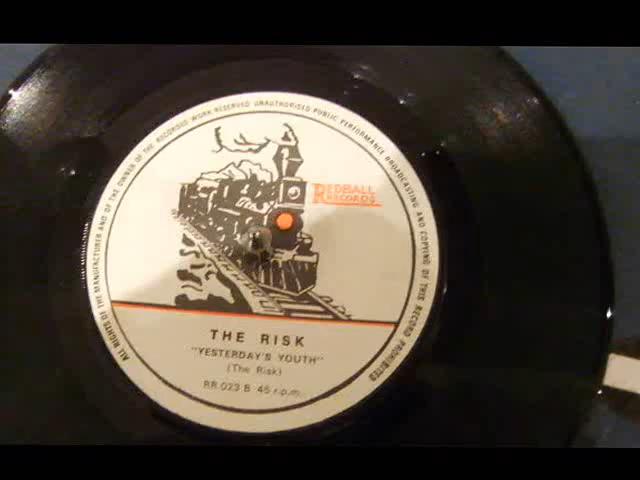 ALL RIGHTS OF THE MANUFACTURER AND OF THE OWNER OF THE RECORDED WORK RESERVED UNAUTHORISED PUBLIC PERFORMANCE BROADCASTING AND COPYING OF THIS RECORD PROHIBITED
REDBALL
RECORDS
THE RISK
"YESTERDAY'S YOUTH"
(The Risk)
RR 023 B 45 r.p.m.